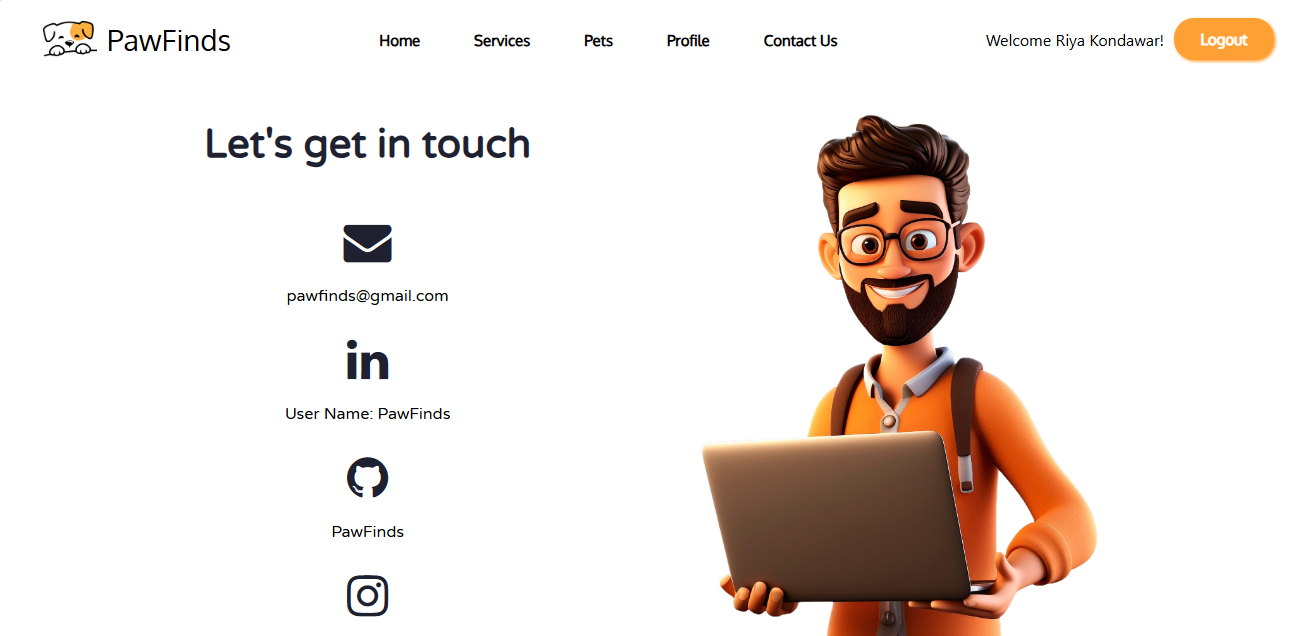 PawFinds
Home Services Pets Profile Contact Us
Welcome Riya Kondawar! Logout
Let's get in touch
pawfinds@gmail.com
in
User Name: PawFinds
PawFinds